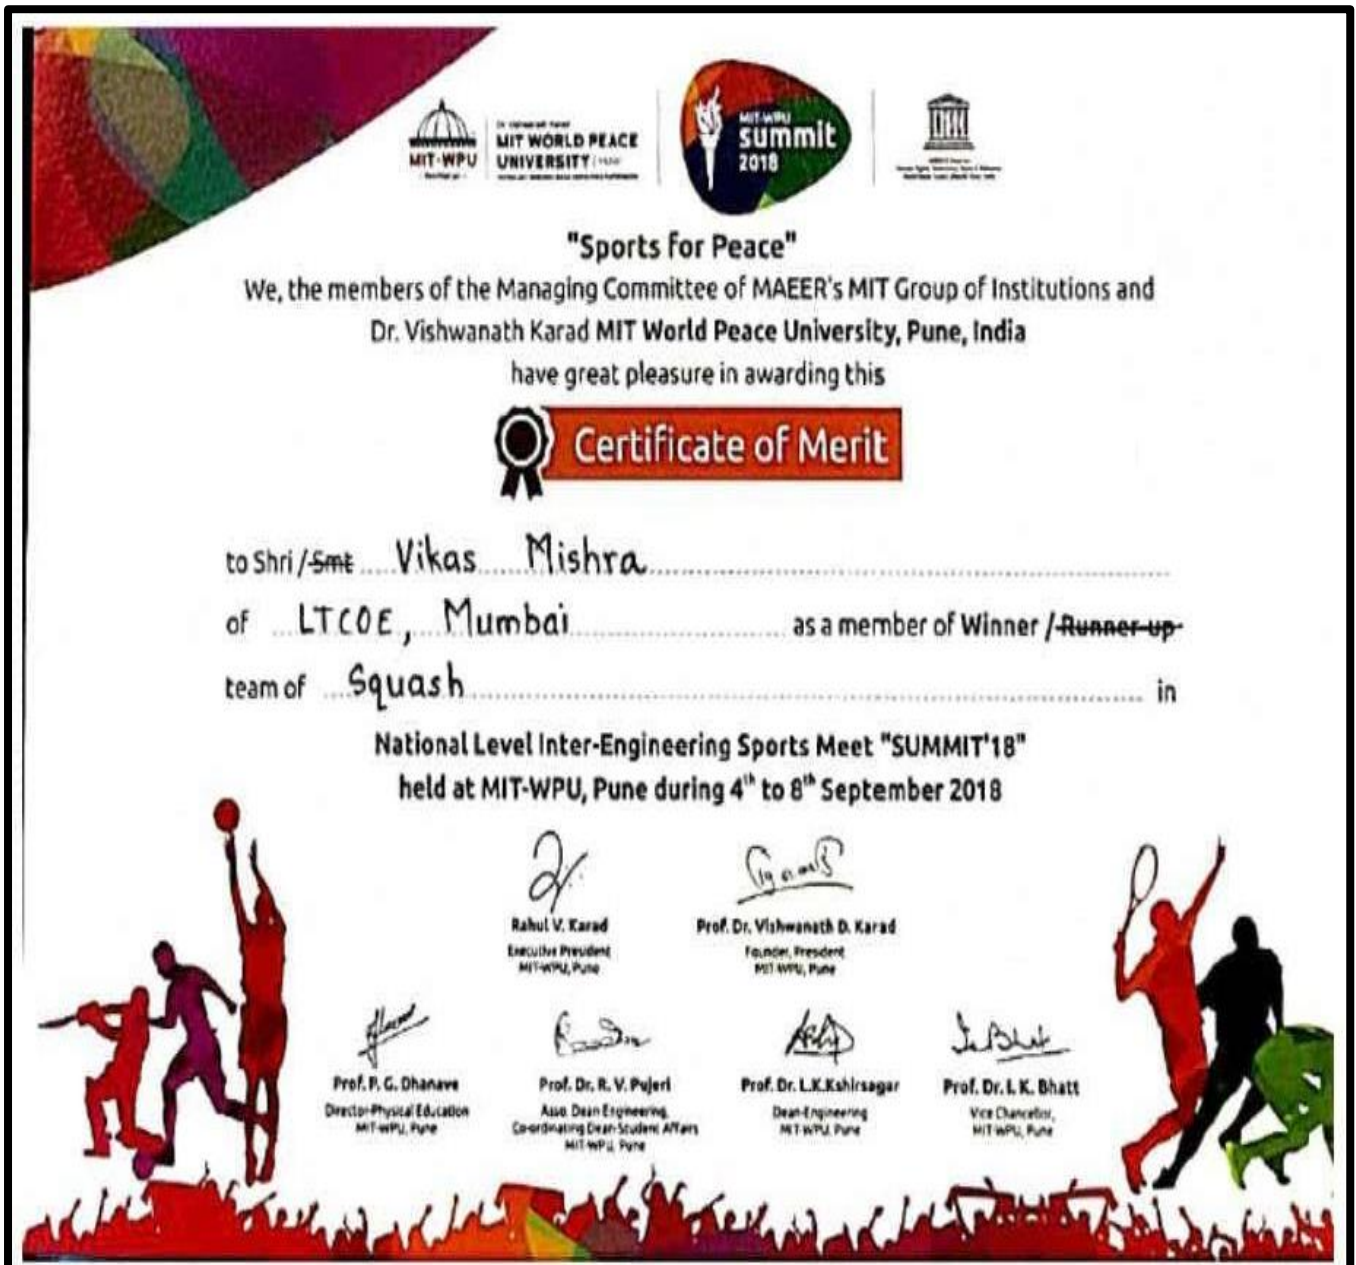 MIT-WPU
MIT WORLD PEACE
UNIVERSITY
MIT-WPU
summit
2018
"Sports for Peace"
We, the members of the Managing Committee of MAEER's MIT Group of Institutions and
Dr. Vishwanath Karad MIT World Peace University, Pune, India
have great pleasure in awarding this
Certificate of Merit
to Shri / Smt Vikas Mishra
of LTCOE, Mumbai as a member of Winner / Runner-up
team of Squash in
National Level Inter-Engineering Sports Meet "SUMMIT'18"
held at MIT-WPU, Pune during 4th to 8th September 2018
Rahul V. Karad
Executive President
MIT-WPU, Pune
Prof. Dr. Vishwanath D. Karad
Founder, President
MIT-WPU, Pune
Prof. P. G. Dhanave
Director-Physical Education
MIT-WPU, Pune
Prof. Dr. R. V. Pujeri
Asso. Dean Engineering,
Co-ordinating Dean-Student Affairs
MIT-WPU, Pune
Prof. Dr. L.K.Kshirsagar
Dean-Engineering
MIT-WPU, Pune
Prof. Dr. L K. Bhatt
Vice Chancellor,
MIT-WPU, Pune